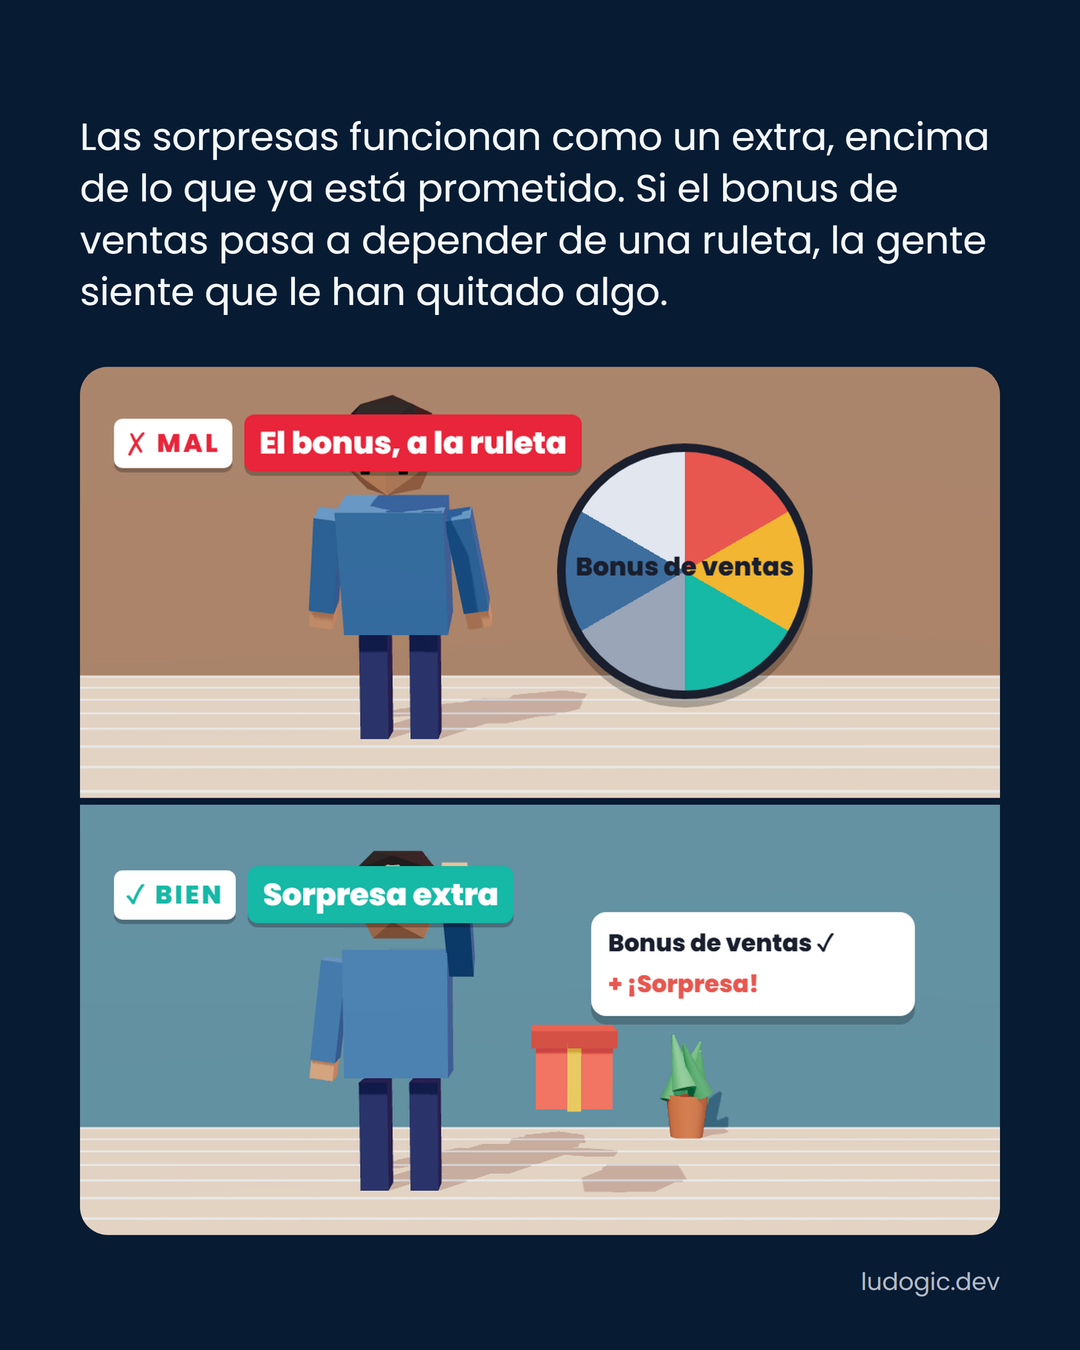 Las sorpresas funcionan como un extra, encima
de lo que ya está prometido. Si el bonus de
ventas pasa a depender de una ruleta, la gente
siente que le han quitado algo.
✗ MAL
El bonus, a la ruleta
Bonus de ventas
✓ BIEN
Sorpresa extra
Bonus de ventas ✓
+ ¡Sorpresa!
ludogic.dev